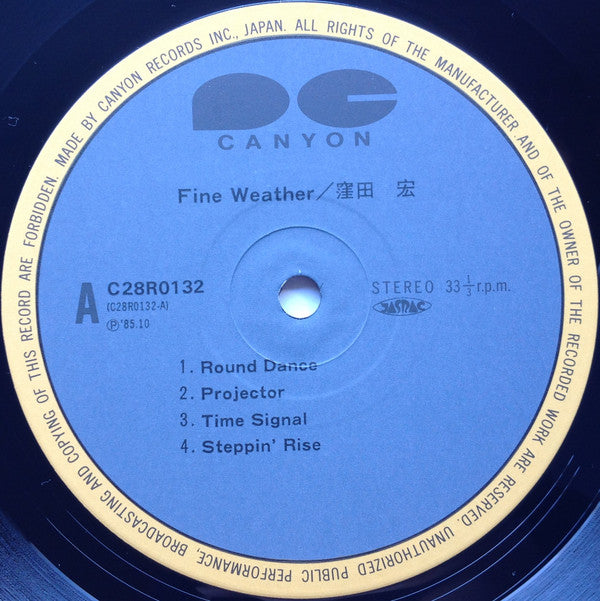 MADE BY CANYON RECORDS INC., JAPAN. ALL RIGHTS OF THE MANUFACTURER AND OF THE OWNER OF THE RECORDED WORK ARE RESERVED. UNAUTHORIZED PUBLIC PERFORMANCE, BROADCASTING AND COPYING OF THIS RECORD ARE FORBIDDEN.
CANYON
Fine Weather/窪田 宏
A
C28R0132
(C28R0132-A)
Ⓟ'85.10
STEREO 33 1/3 r.p.m.
JASRAC
1. Round Dance
2. Projector
3. Time Signal
4. Steppin' Rise